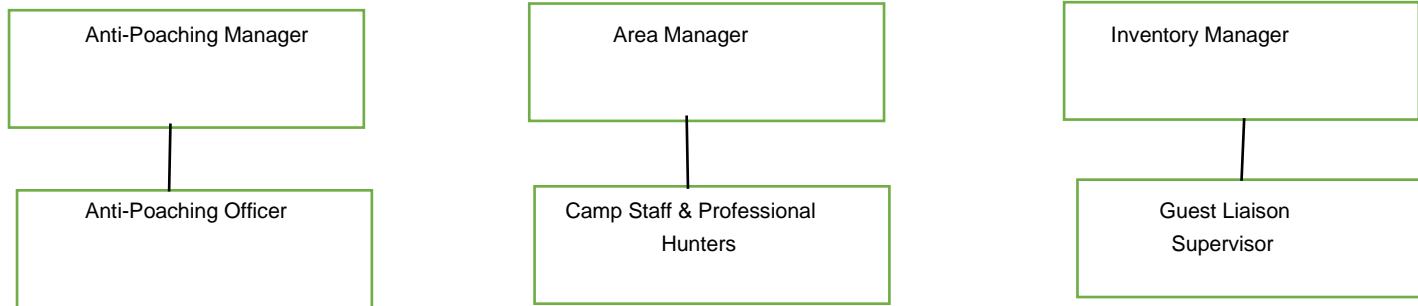 Anti-Poaching Manager
Area Manager
Inventory Manager
Anti-Poaching Officer
Camp Staff & Professional
Hunters
Guest Liaison
Supervisor